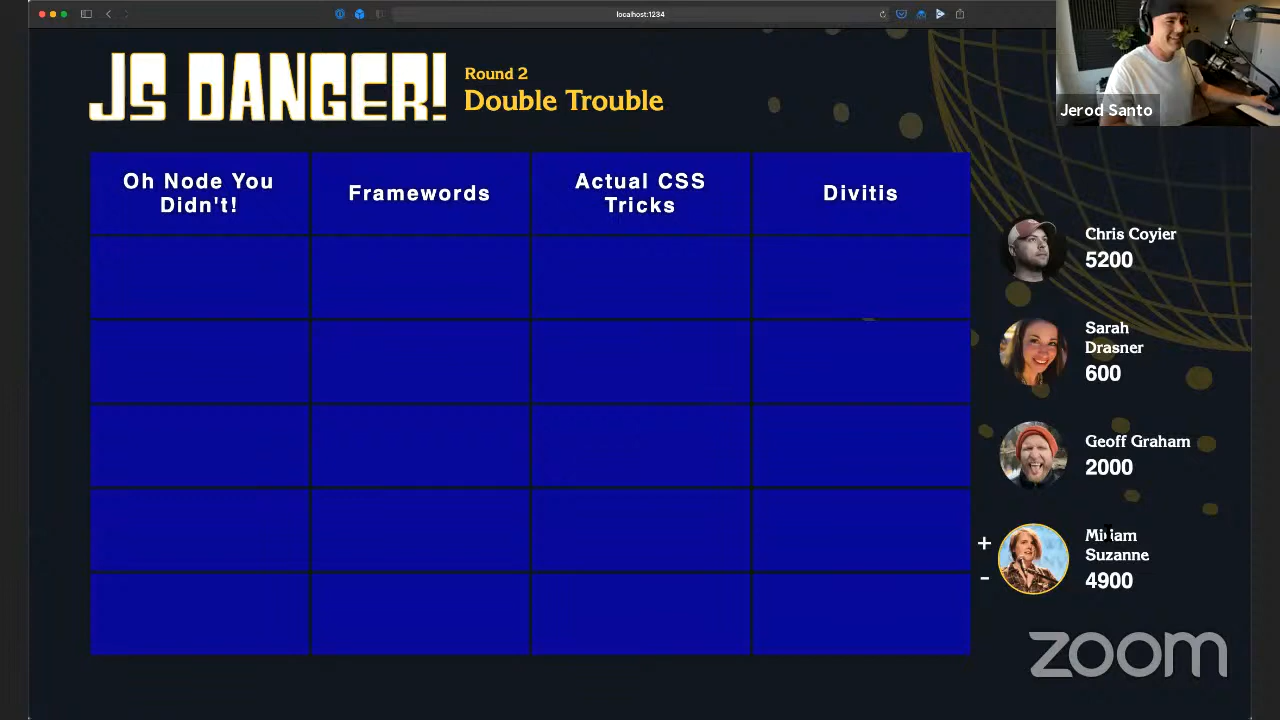 localhost:1234
JS DANGER!
Round 2
Double Trouble
Jerod Santo
Oh Node You
Didn't!
Framewords
Actual CSS
Tricks
Divitis
Chris Coyier
5200
Sarah
Drasner
600
Geoff Graham
2000
+
-
Miriam
Suzanne
4900
zoom